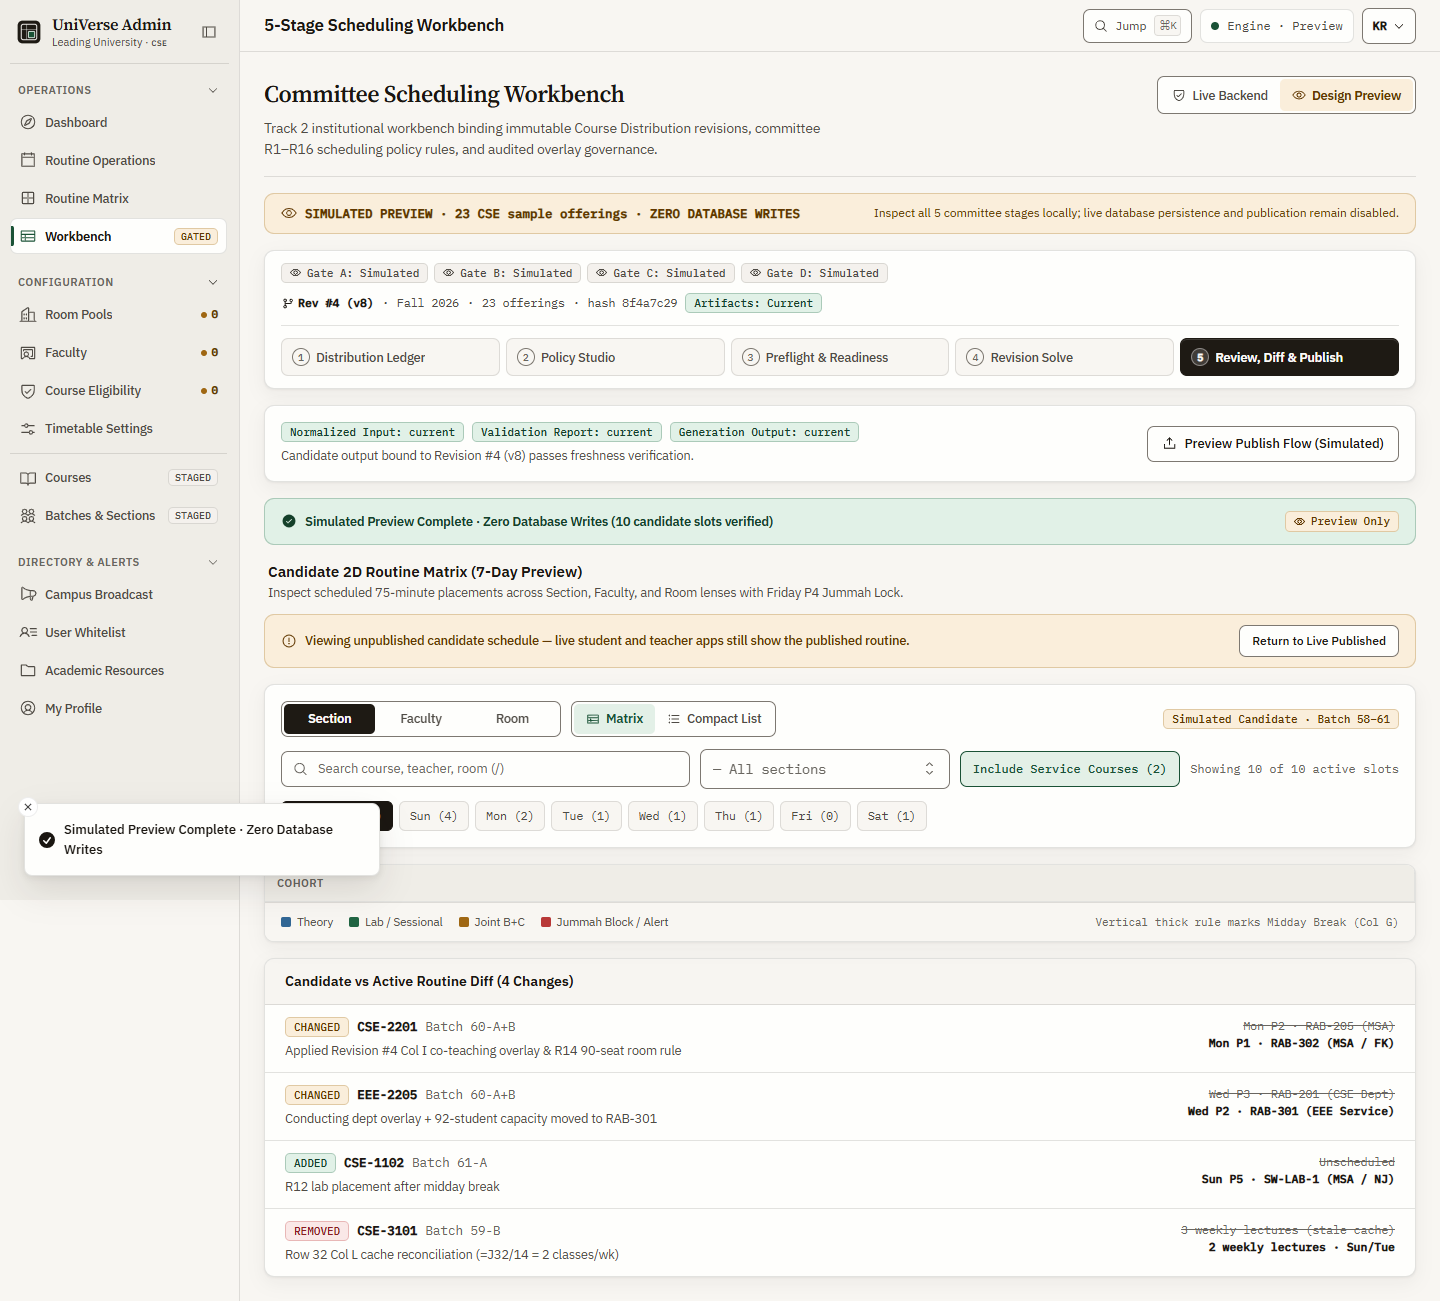 UniVerse Admin
Leading University · CSE
OPERATIONS
Dashboard
Routine Operations
Routine Matrix
Workbench GATED
CONFIGURATION
Room Pools 0
Faculty 0
Course Eligibility 0
Timetable Settings
Courses STAGED
Batches & Sections STAGED
DIRECTORY & ALERTS
Campus Broadcast
User Whitelist
Academic Resources
My Profile
5-Stage Scheduling Workbench
Jump ⌘K
Engine · Preview
KR
Committee Scheduling Workbench
Track 2 institutional workbench binding immutable Course Distribution revisions, committee
R1–R16 scheduling policy rules, and audited overlay governance.
Live Backend
Design Preview
SIMULATED PREVIEW · 23 CSE sample offerings · ZERO DATABASE WRITES
Inspect all 5 committee stages locally; live database persistence and publication remain disabled.
Gate A: Simulated
Gate B: Simulated
Gate C: Simulated
Gate D: Simulated
Rev #4 (v8) · Fall 2026 · 23 offerings · hash 8f4a7c29 Artifacts: Current
1 Distribution Ledger
2 Policy Studio
3 Preflight & Readiness
4 Revision Solve
5 Review, Diff & Publish
Normalized Input: current
Validation Report: current
Generation Output: current
Candidate output bound to Revision #4 (v8) passes freshness verification.
Preview Publish Flow (Simulated)
Simulated Preview Complete · Zero Database Writes (10 candidate slots verified)
Preview Only
Candidate 2D Routine Matrix (7-Day Preview)
Inspect scheduled 75-minute placements across Section, Faculty, and Room lenses with Friday P4 Jummah Lock.
Viewing unpublished candidate schedule — live student and teacher apps still show the published routine.
Return to Live Published
Section
Faculty
Room
Matrix
Compact List
Simulated Candidate · Batch 58–61
Search course, teacher, room (/)
— All sections
Include Service Courses (2)
Showing 10 of 10 active slots
Sun (4)
Mon (2)
Tue (1)
Wed (1)
Thu (1)
Fri (0)
Sat (1)
Simulated Preview Complete · Zero Database
Writes
COHORT
Theory
Lab / Sessional
Joint B+C
Jummah Block / Alert
Vertical thick rule marks Midday Break (Col G)
Candidate vs Active Routine Diff (4 Changes)
CHANGED CSE-2201 Batch 60-A+B
Mon P2 · RAB-205 (MSA)
Mon P1 · RAB-302 (MSA / FK)
Applied Revision #4 Col I co-teaching overlay & R14 90-seat room rule
CHANGED EEE-2205 Batch 60-A+B
Wed P3 · RAB-201 (CSE Dept)
Wed P2 · RAB-301 (EEE Service)
Conducting dept overlay + 92-student capacity moved to RAB-301
ADDED CSE-1102 Batch 61-A
Unscheduled
Sun P5 · SW-LAB-1 (MSA / NJ)
R12 lab placement after midday break
REMOVED CSE-3101 Batch 59-B
3 weekly lectures (stale cache)
2 weekly lectures · Sun/Tue
Row 32 Col L cache reconciliation (=J32/14 = 2 classes/wk)